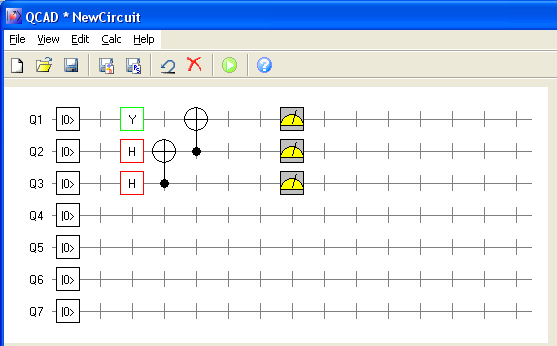 QCAD * NewCircuit
File View Edit Calc Help
Q1 |0> Y
Q2 |0> H
Q3 |0> H
Q4 |0>
Q5 |0>
Q6 |0>
Q7 |0>